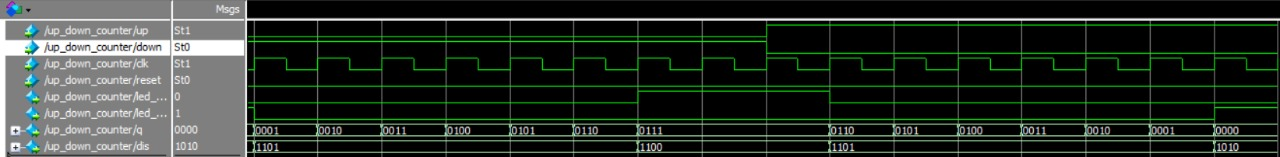 Msgs
/up_down_counter/up St1
/up_down_counter/down St0
/up_down_counter/clk St1
/up_down_counter/reset St0
/up_down_counter/led_... 0
/up_down_counter/led_... 1
/up_down_counter/q 0000 0001 0010 0011 0100 0101 0110 0111 0110 0101 0100 0011 0010 0001 0000
/up_down_counter/dis 1010 1101 1100 1101 1010